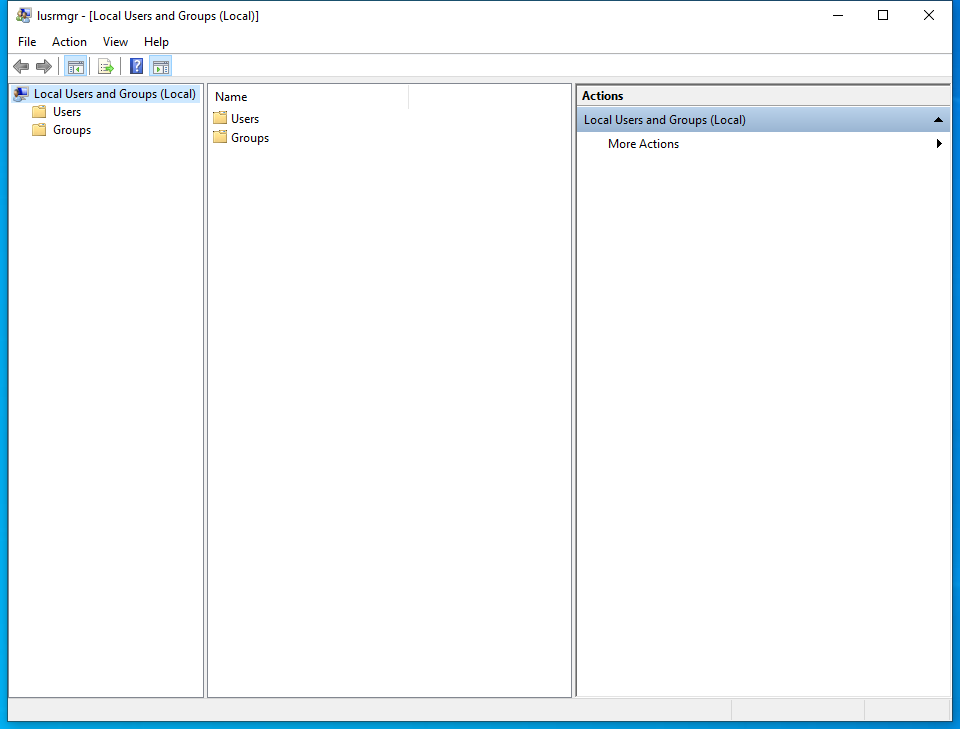 lusrmgr - [Local Users and Groups (Local)]
File Action View Help
Local Users and Groups (Local)
Users
Groups
Name
Users
Groups
Actions
Local Users and Groups (Local)
More Actions